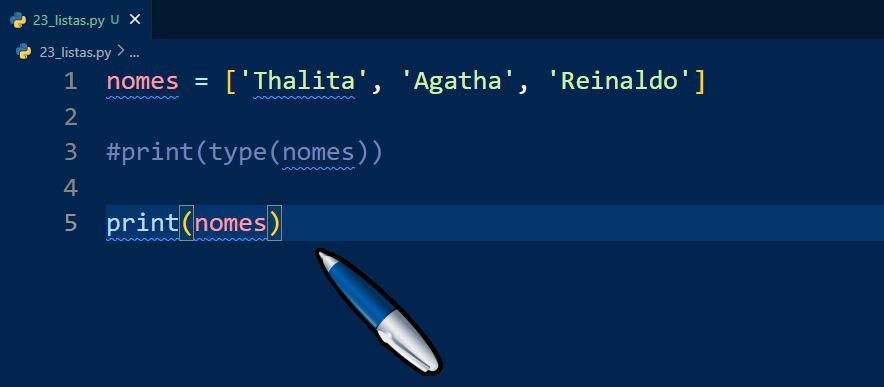 23_listas.py U ×
23_listas.py > ...
1 nomes = ['Thalita', 'Agatha', 'Reinaldo']
2
3 #print(type(nomes))
4
5 print(nomes)